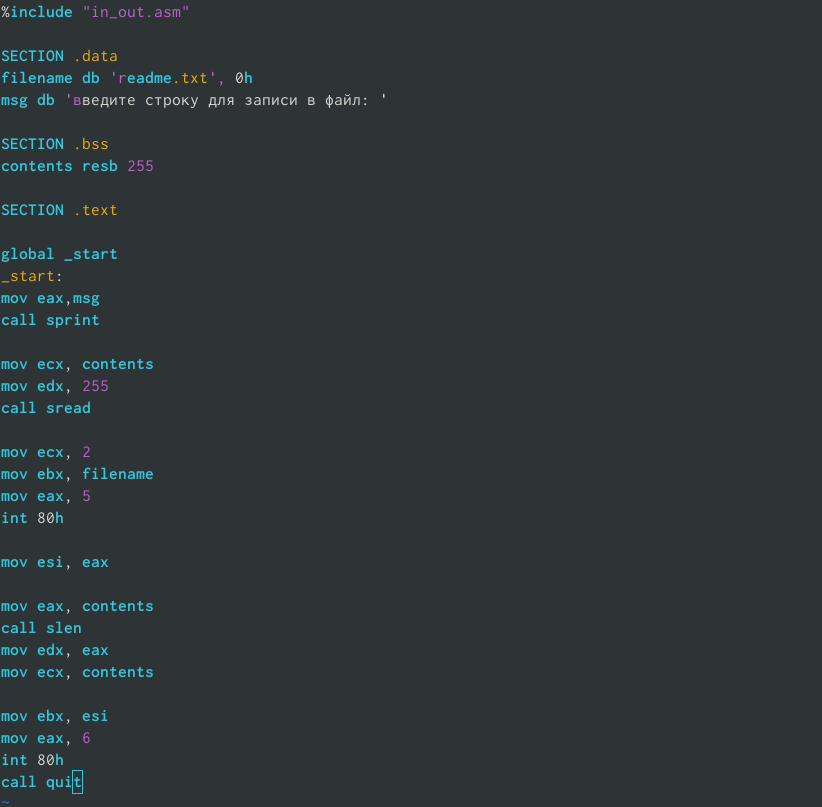 %include "in_out.asm"
SECTION .data
filename db 'readme.txt', 0h
msg db 'введите строку для записи в файл: '
SECTION .bss
contents resb 255
SECTION .text
global _start
_start:
mov eax,msg
call sprint
mov ecx, contents
mov edx, 255
call sread
mov ecx, 2
mov ebx, filename
mov eax, 5
int 80h
mov esi, eax
mov eax, contents
call slen
mov edx, eax
mov ecx, contents
mov ebx, esi
mov eax, 6
int 80h
call quit
~